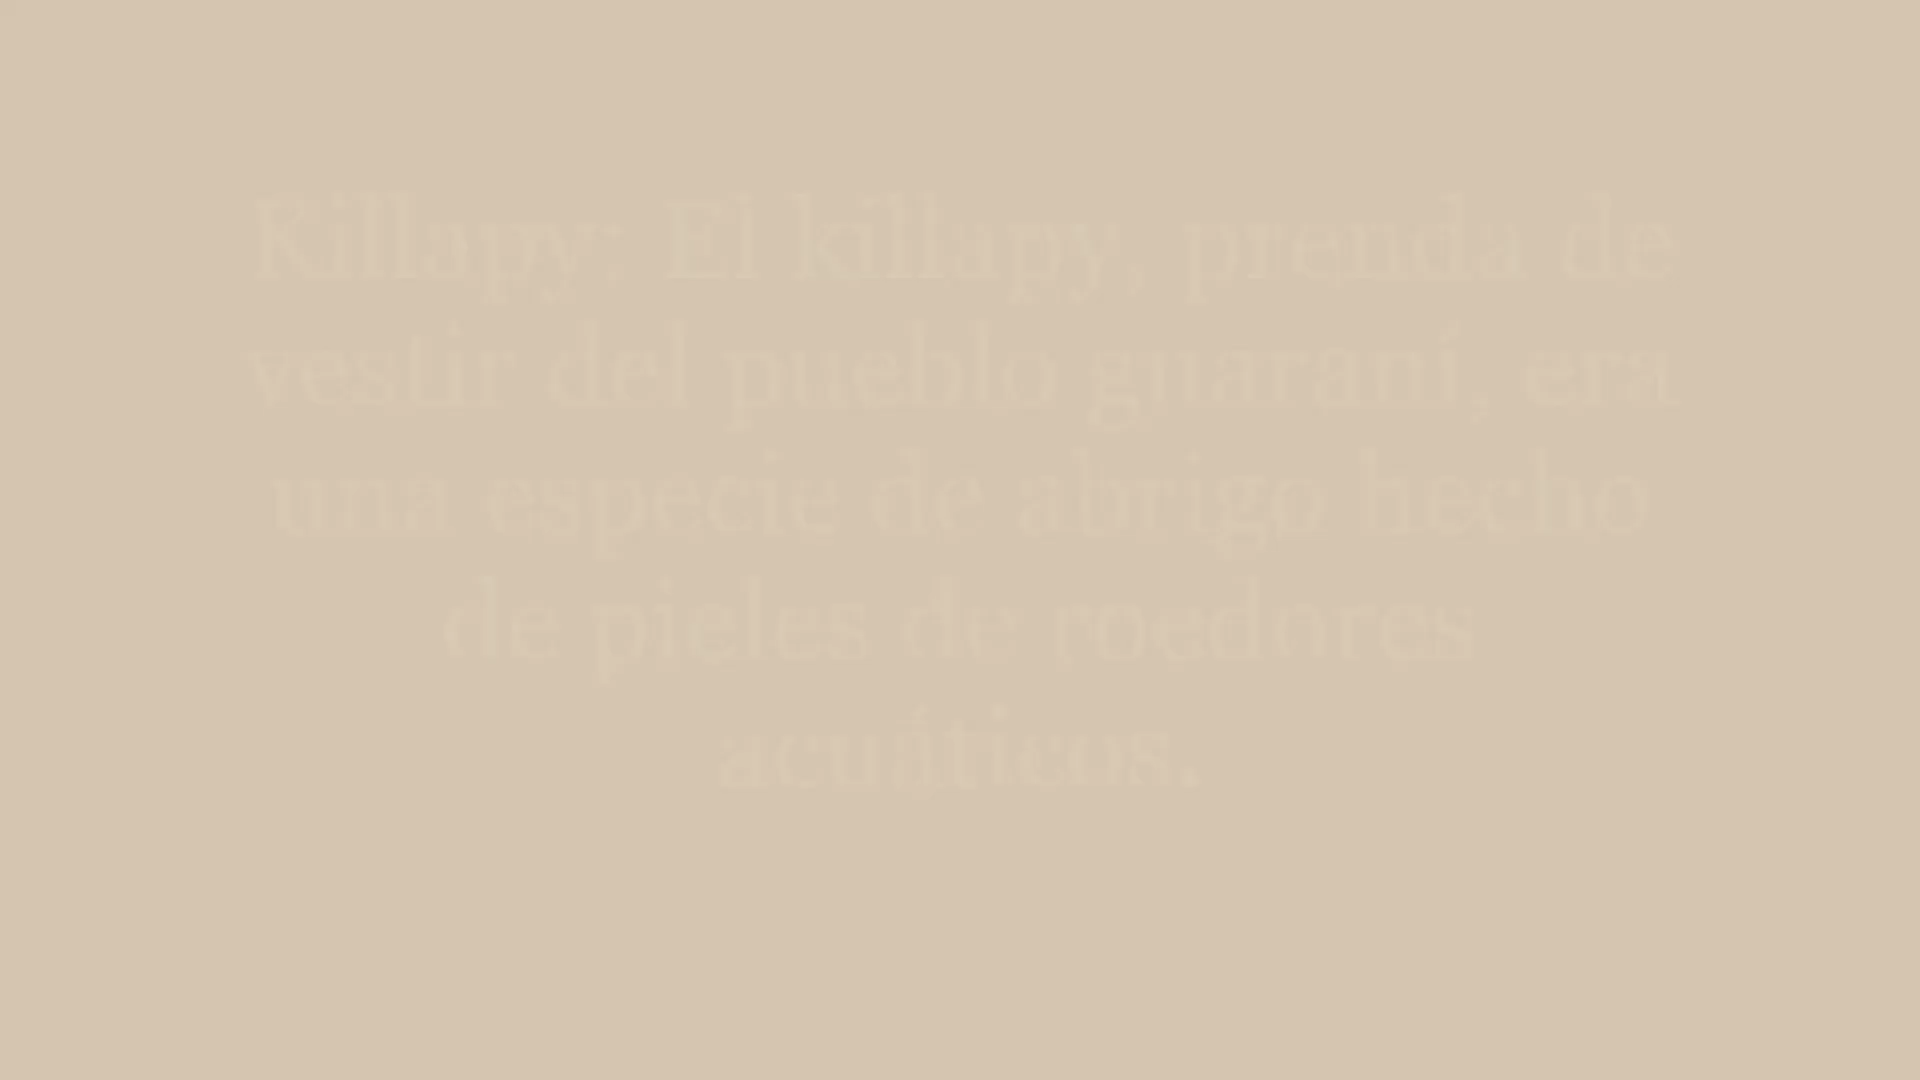 Killapy: El killapy, prenda de
vestir del pueblo guaraní, era
una especie de abrigo hecho
de pieles de roedores
acuáticos.